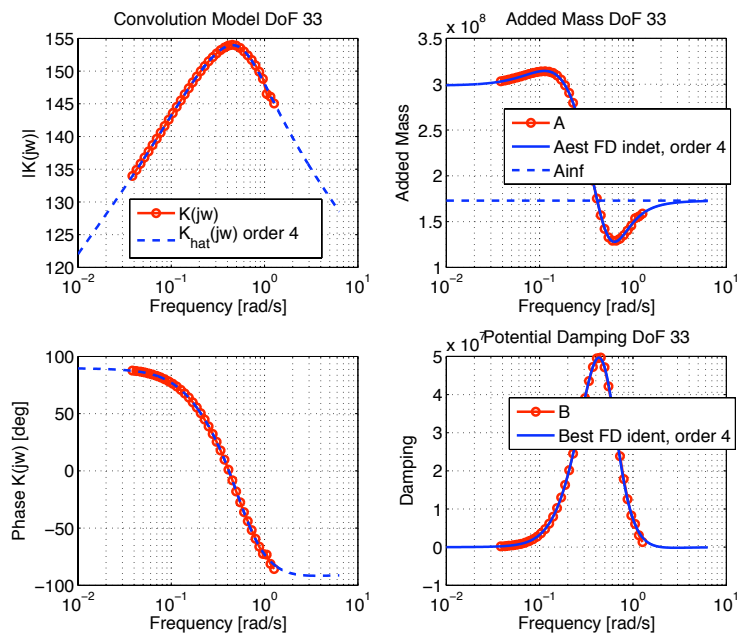 Convolution Model DoF 33
155
150
145
140
135
130
125
120
|K(jw)|
K(jw)
K_hat(jw) order 4
10^−2
10^−1
10^0
10^1
Frequency [rad/s]
Added Mass DoF 33
x 10^8
3.5
3
2.5
2
1.5
1
Added Mass
A
Aest FD indet, order 4
Ainf
10^−2
10^−1
10^0
10^1
Frequency [rad/s]
100
50
0
−50
−100
Phase K(jw) [deg]
10^−2
10^−1
10^0
10^1
Frequency [rad/s]
Potential Damping DoF 33
x 10^7
5
4
3
2
1
0
−1
Damping
B
Best FD ident, order 4
10^−2
10^−1
10^0
10^1
Frequency [rad/s]